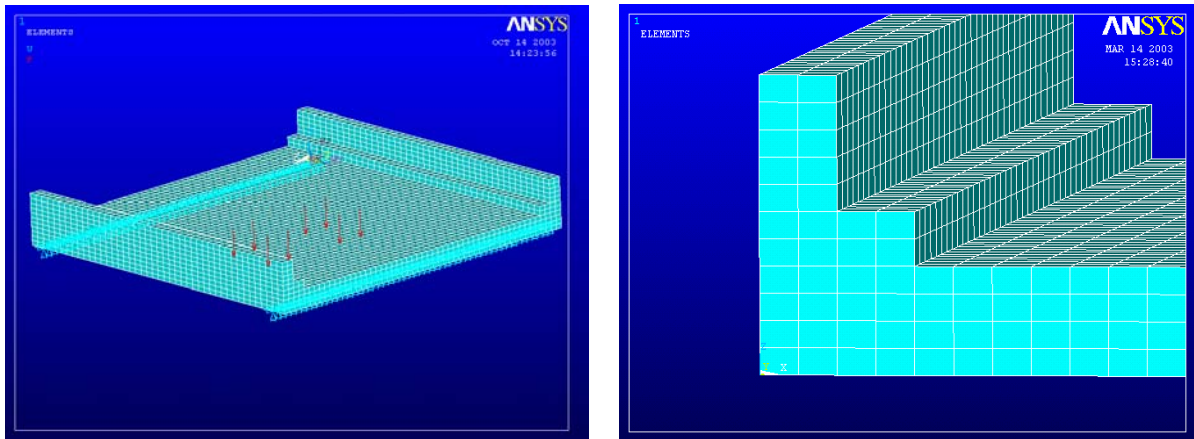 1
ELEMENTS
U
F
ANSYS
OCT 14 2003
14:23:56
1
ELEMENTS
ANSYS
MAR 14 2003
15:28:40
Z
Y X